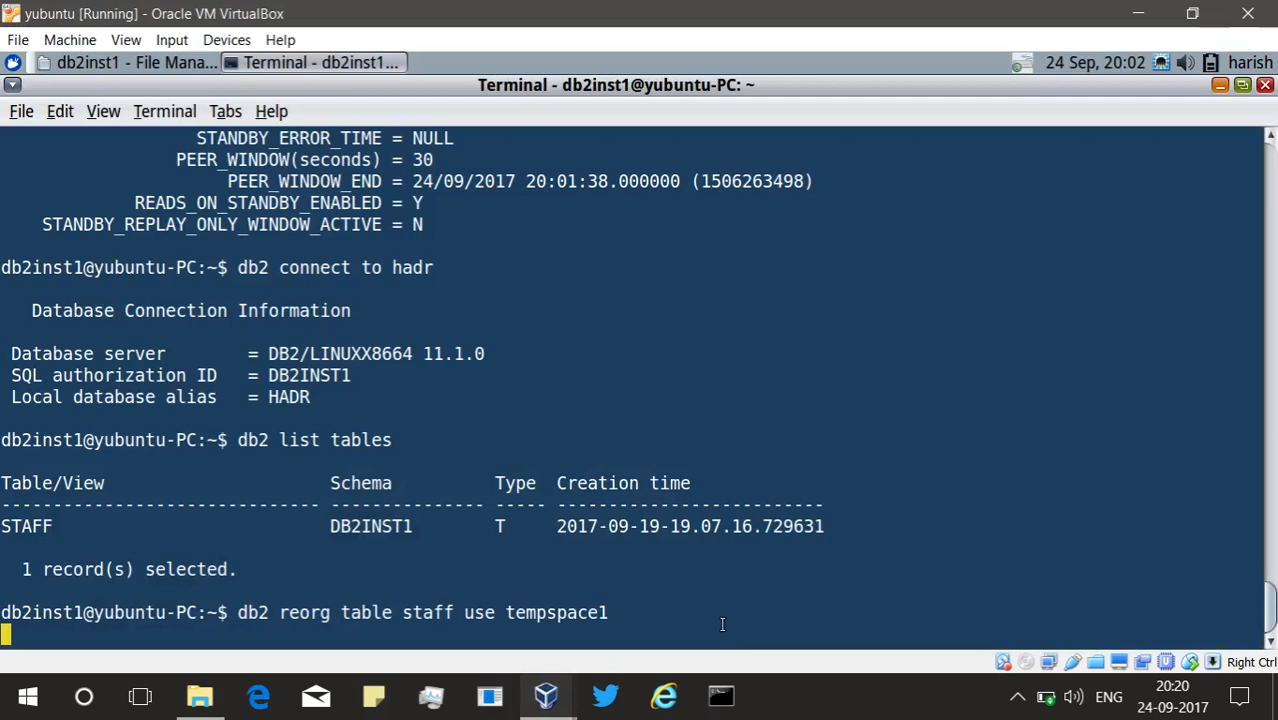 yubuntu [Running] - Oracle VM VirtualBox
File Machine View Input Devices Help
db2inst1 - File Mana... Terminal - db2inst1... 24 Sep, 20:02 harish
Terminal - db2inst1@yubuntu-PC: ~
File Edit View Terminal Tabs Help
STANDBY_ERROR_TIME = NULL
PEER_WINDOW(seconds) = 30
PEER_WINDOW_END = 24/09/2017 20:01:38.000000 (1506263498)
READS_ON_STANDBY_ENABLED = Y
STANDBY_REPLAY_ONLY_WINDOW_ACTIVE = N
db2inst1@yubuntu-PC:~$ db2 connect to hadr
Database Connection Information
Database server = DB2/LINUXX8664 11.1.0
SQL authorization ID = DB2INST1
Local database alias = HADR
db2inst1@yubuntu-PC:~$ db2 list tables
Table/View Schema Type Creation time
------------------------------- --------------- ----- --------------------------
STAFF DB2INST1 T 2017-09-19-19.07.16.729631
1 record(s) selected.
db2inst1@yubuntu-PC:~$ db2 reorg table staff use tempspace1
Right Ctrl
ENG 20:20
24-09-2017